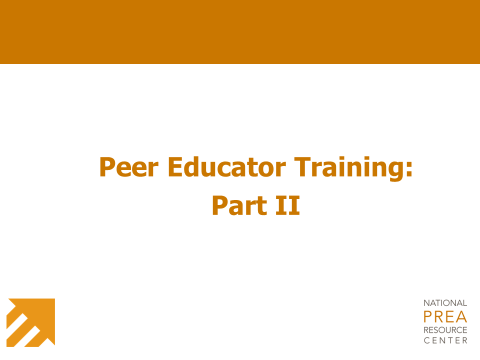 Peer Educator Training:
Part II
NATIONAL
PREA
RESOURCE
CENTER